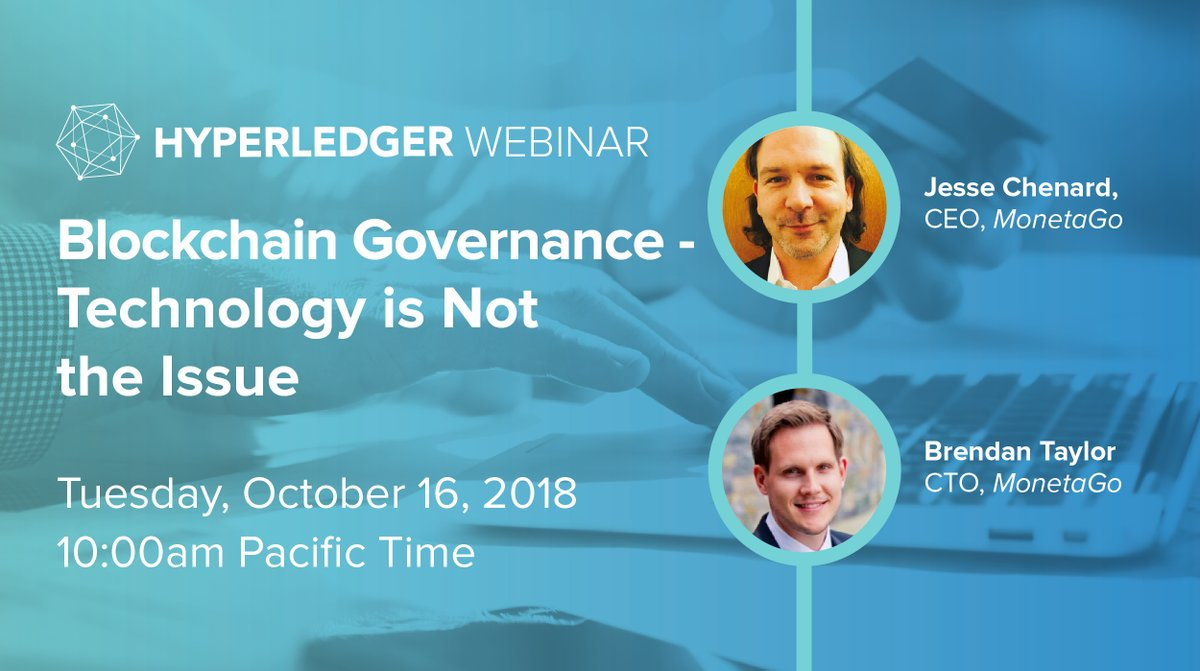 HYPERLEDGER WEBINAR
Blockchain Governance -
Technology is Not
the Issue
Tuesday, October 16, 2018
10:00am Pacific Time
Jesse Chenard,
CEO, MonetaGo
Brendan Taylor
CTO, MonetaGo